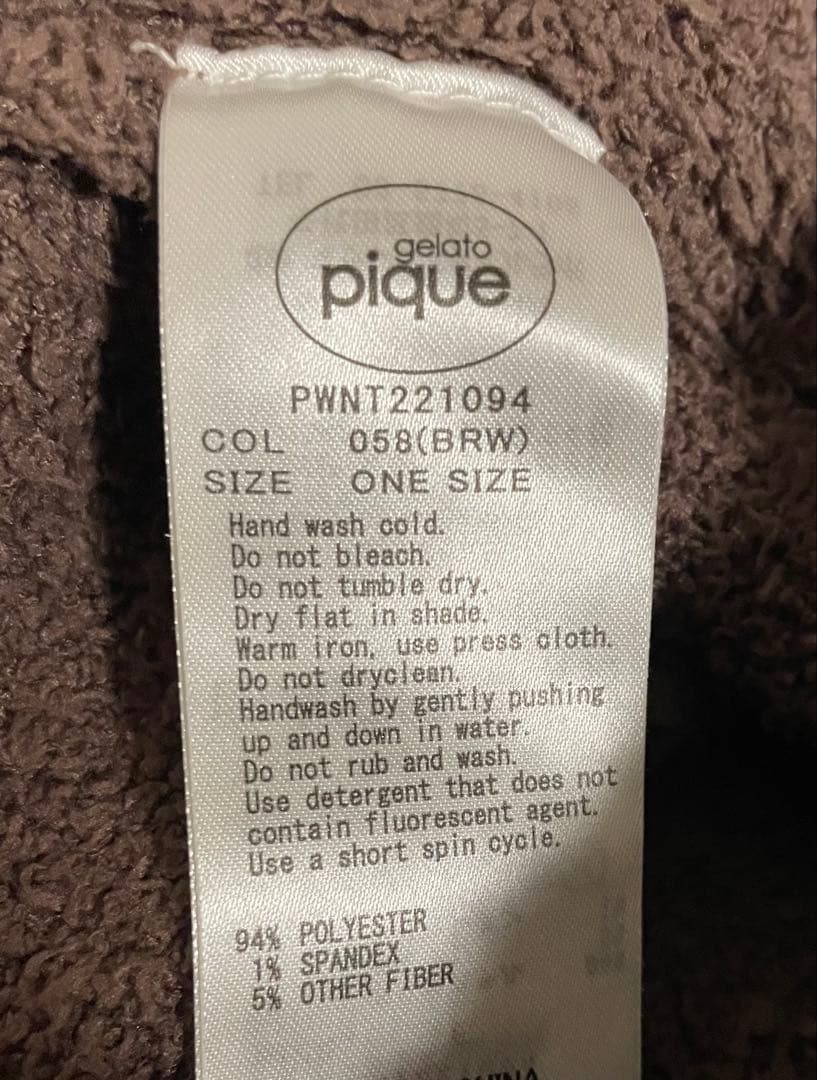 gelato
pique
PWNT221094
COL 058(BRW)
SIZE ONE SIZE
Hand wash cold.
Do not bleach.
Do not tumble dry.
Dry flat in shade.
Warm iron, use press cloth.
Do not dryclean.
Handwash by gently pushing
up and down in water.
Do not rub and wash.
Use detergent that does not
contain fluorescent agent.
Use a short spin cycle.
94% POLYESTER
1% SPANDEX
5% OTHER FIBER